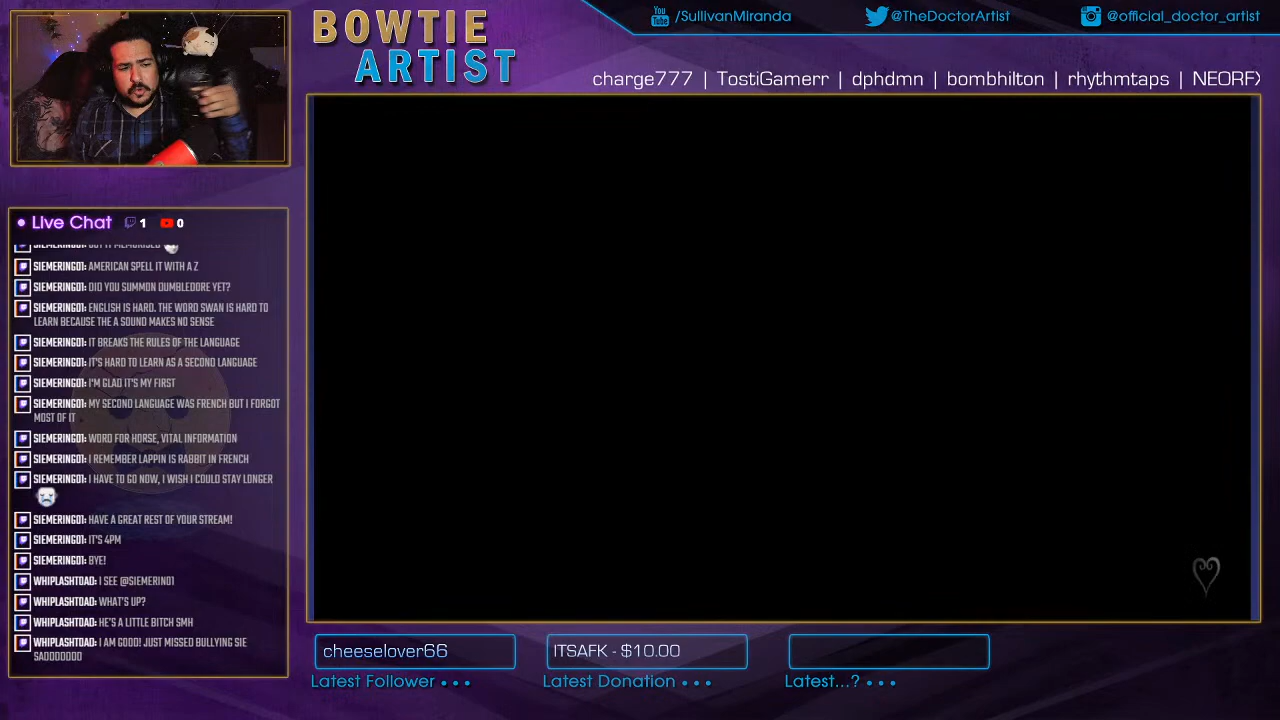 BOWTIE
ARTIST
You Tube /SullivanMiranda
@TheDoctorArtist
@official_doctor_artist
charge777 | TostiGamerr | dphdmn | bombhilton | rhythmtaps | NEORF
Live Chat 1 0
SIEMERING01: GOT IT MEMORISED
SIEMERING01: AMERICAN SPELL IT WITH A Z
SIEMERING01: DID YOU SUMMON DUMBLEDORE YET?
SIEMERING01: ENGLISH IS HARD. THE WORD SWAN IS HARD TO
LEARN BECAUSE THE A SOUND MAKES NO SENSE
SIEMERING01: IT BREAKS THE RULES OF THE LANGUAGE
SIEMERING01: IT'S HARD TO LEARN AS A SECOND LANGUAGE
SIEMERING01: I'M GLAD IT'S MY FIRST
SIEMERING01: MY SECOND LANGUAGE WAS FRENCH BUT I FORGOT
MOST OF IT
SIEMERING01: WORD FOR HORSE, VITAL INFORMATION
SIEMERING01: I REMEMBER LAPPIN IS RABBIT IN FRENCH
SIEMERING01: I HAVE TO GO NOW, I WISH I COULD STAY LONGER
SIEMERING01: HAVE A GREAT REST OF YOUR STREAM!
SIEMERING01: IT'S 4PM
SIEMERING01: BYE!
WHIPLASHTOAD: I SEE @SIEMERIN01
WHIPLASHTOAD: WHAT'S UP?
WHIPLASHTOAD: HE'S A LITTLE BITCH SMH
WHIPLASHTOAD: I AM GOOD! JUST MISSED BULLYING SIE
SADDDDDDD
cheeselover66
Latest Follower • • •
ITSAFK - $10.00
Latest Donation • • •
Latest...? • • •